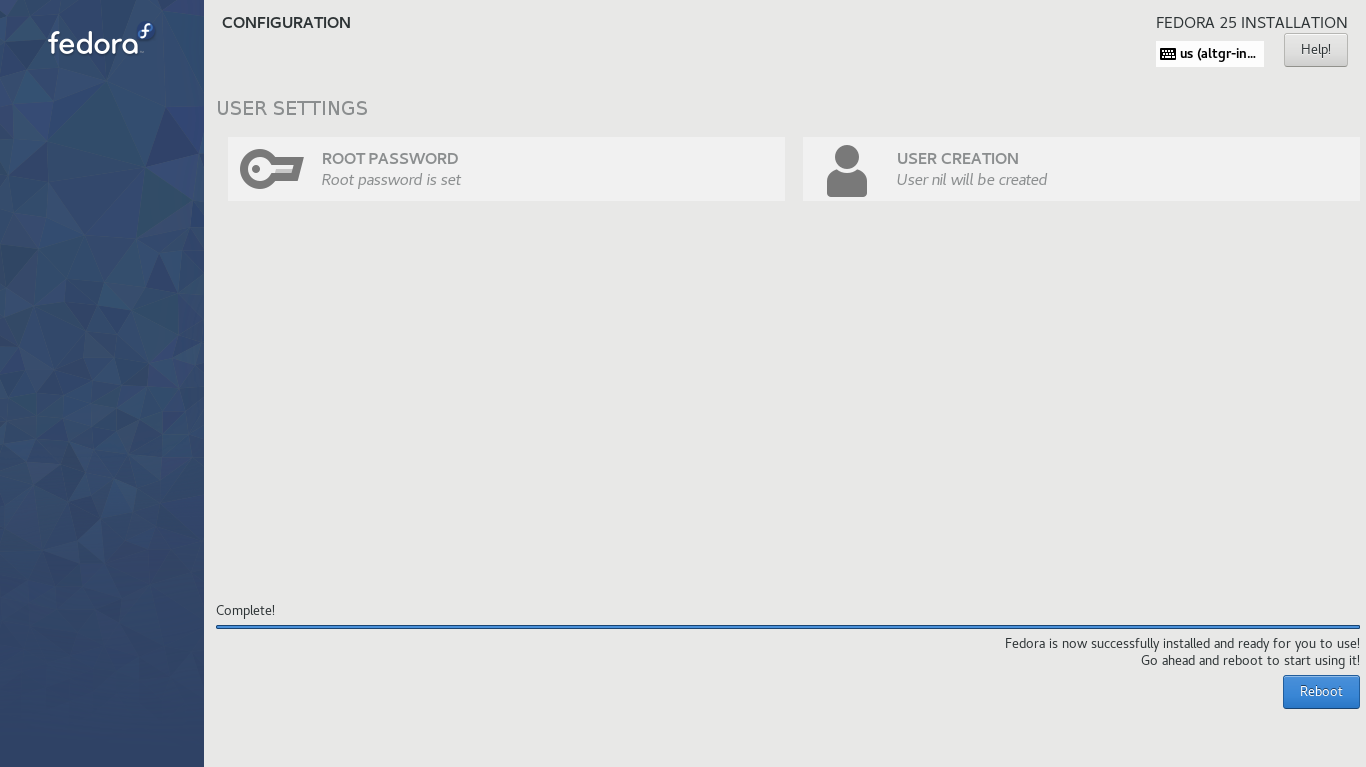 fedora
CONFIGURATION
FEDORA 25 INSTALLATION
us (altgr-in...
Help!
USER SETTINGS
ROOT PASSWORD
Root password is set
USER CREATION
User nil will be created
Complete!
Fedora is now successfully installed and ready for you to use!
Go ahead and reboot to start using it!
Reboot